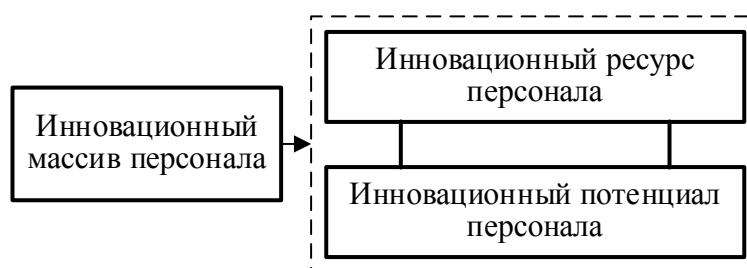 Инновационный
массив персонала
Инновационный ресурс
персонала
Инновационный потенциал
персонала